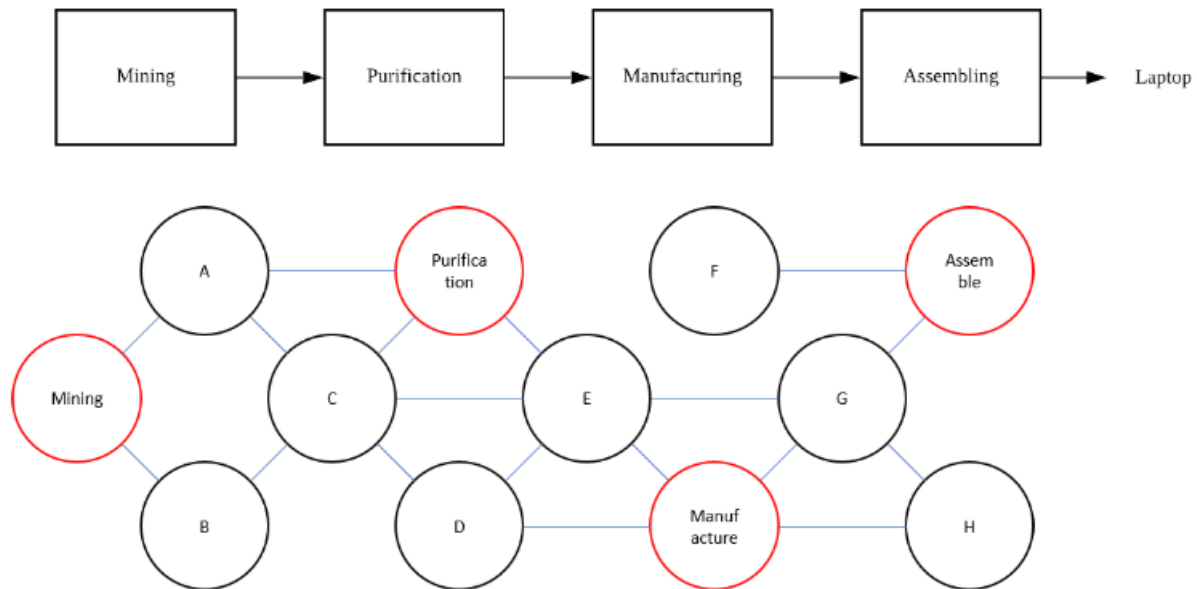 Mining
Purification
Manufacturing
Assembling
Laptop
A
Purifica
tion
F
Assem
ble
Mining
C
E
G
B
D
Manuf
acture
H